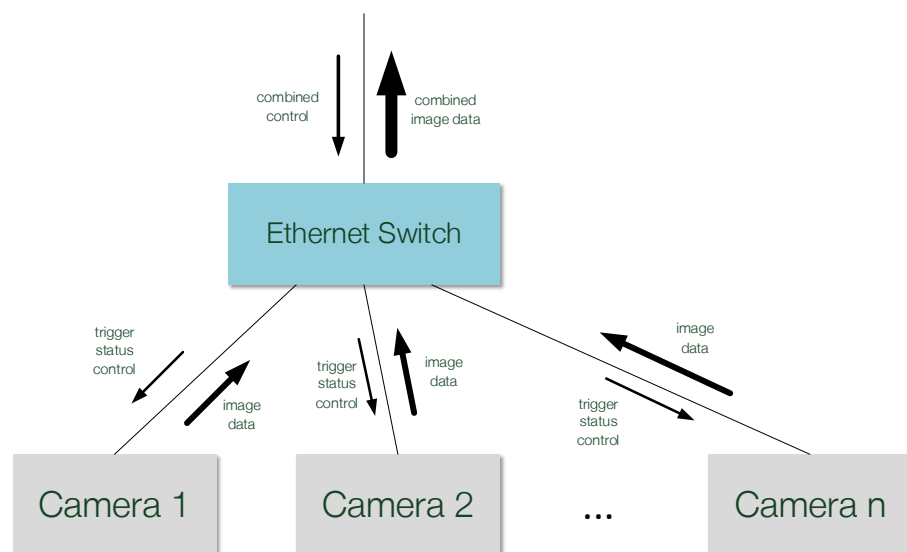 combined
control
combined
image data
Ethernet Switch
trigger
status
control
image
data
trigger
status
control
image
data
image
data
trigger
status
control
Camera 1
Camera 2
...
Camera n